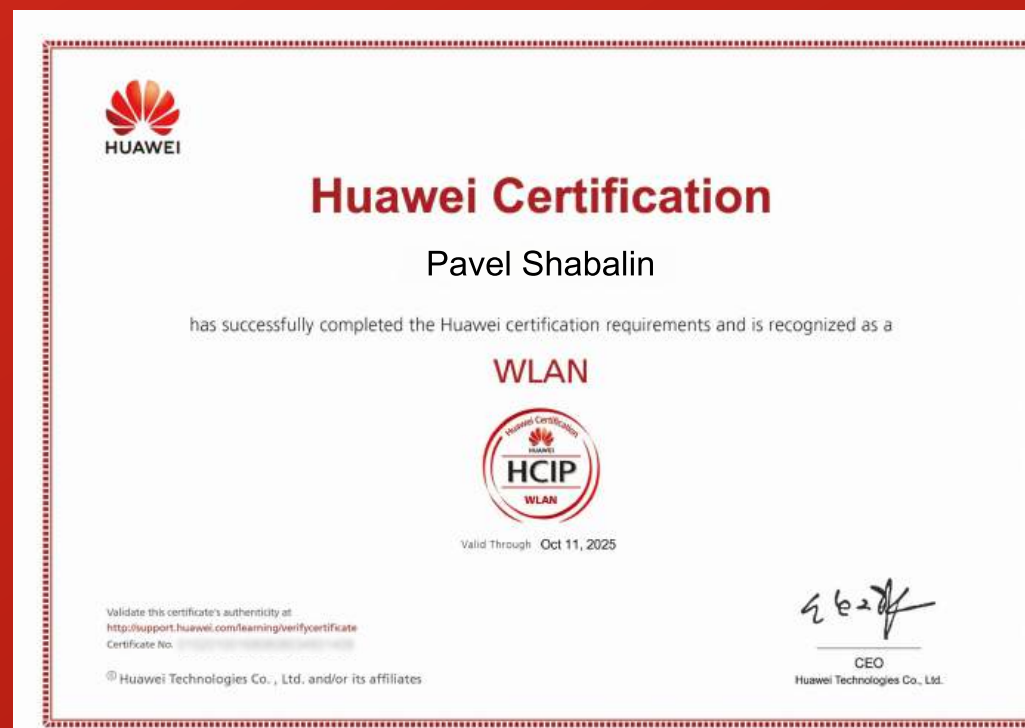 HUAWEI
Huawei Certification
Pavel Shabalin
has successfully completed the Huawei certification requirements and is recognized as a
WLAN
Huawei Certification
HUAWEI
HCIP
WLAN
Valid Through Oct 11, 2025
Validate this certificate's authenticity at
http://support.huawei.com/learning/verifycertificate
Certificate No.
© Huawei Technologies Co. , Ltd. and/or its affiliates
CEO
Huawei Technologies Co., Ltd.